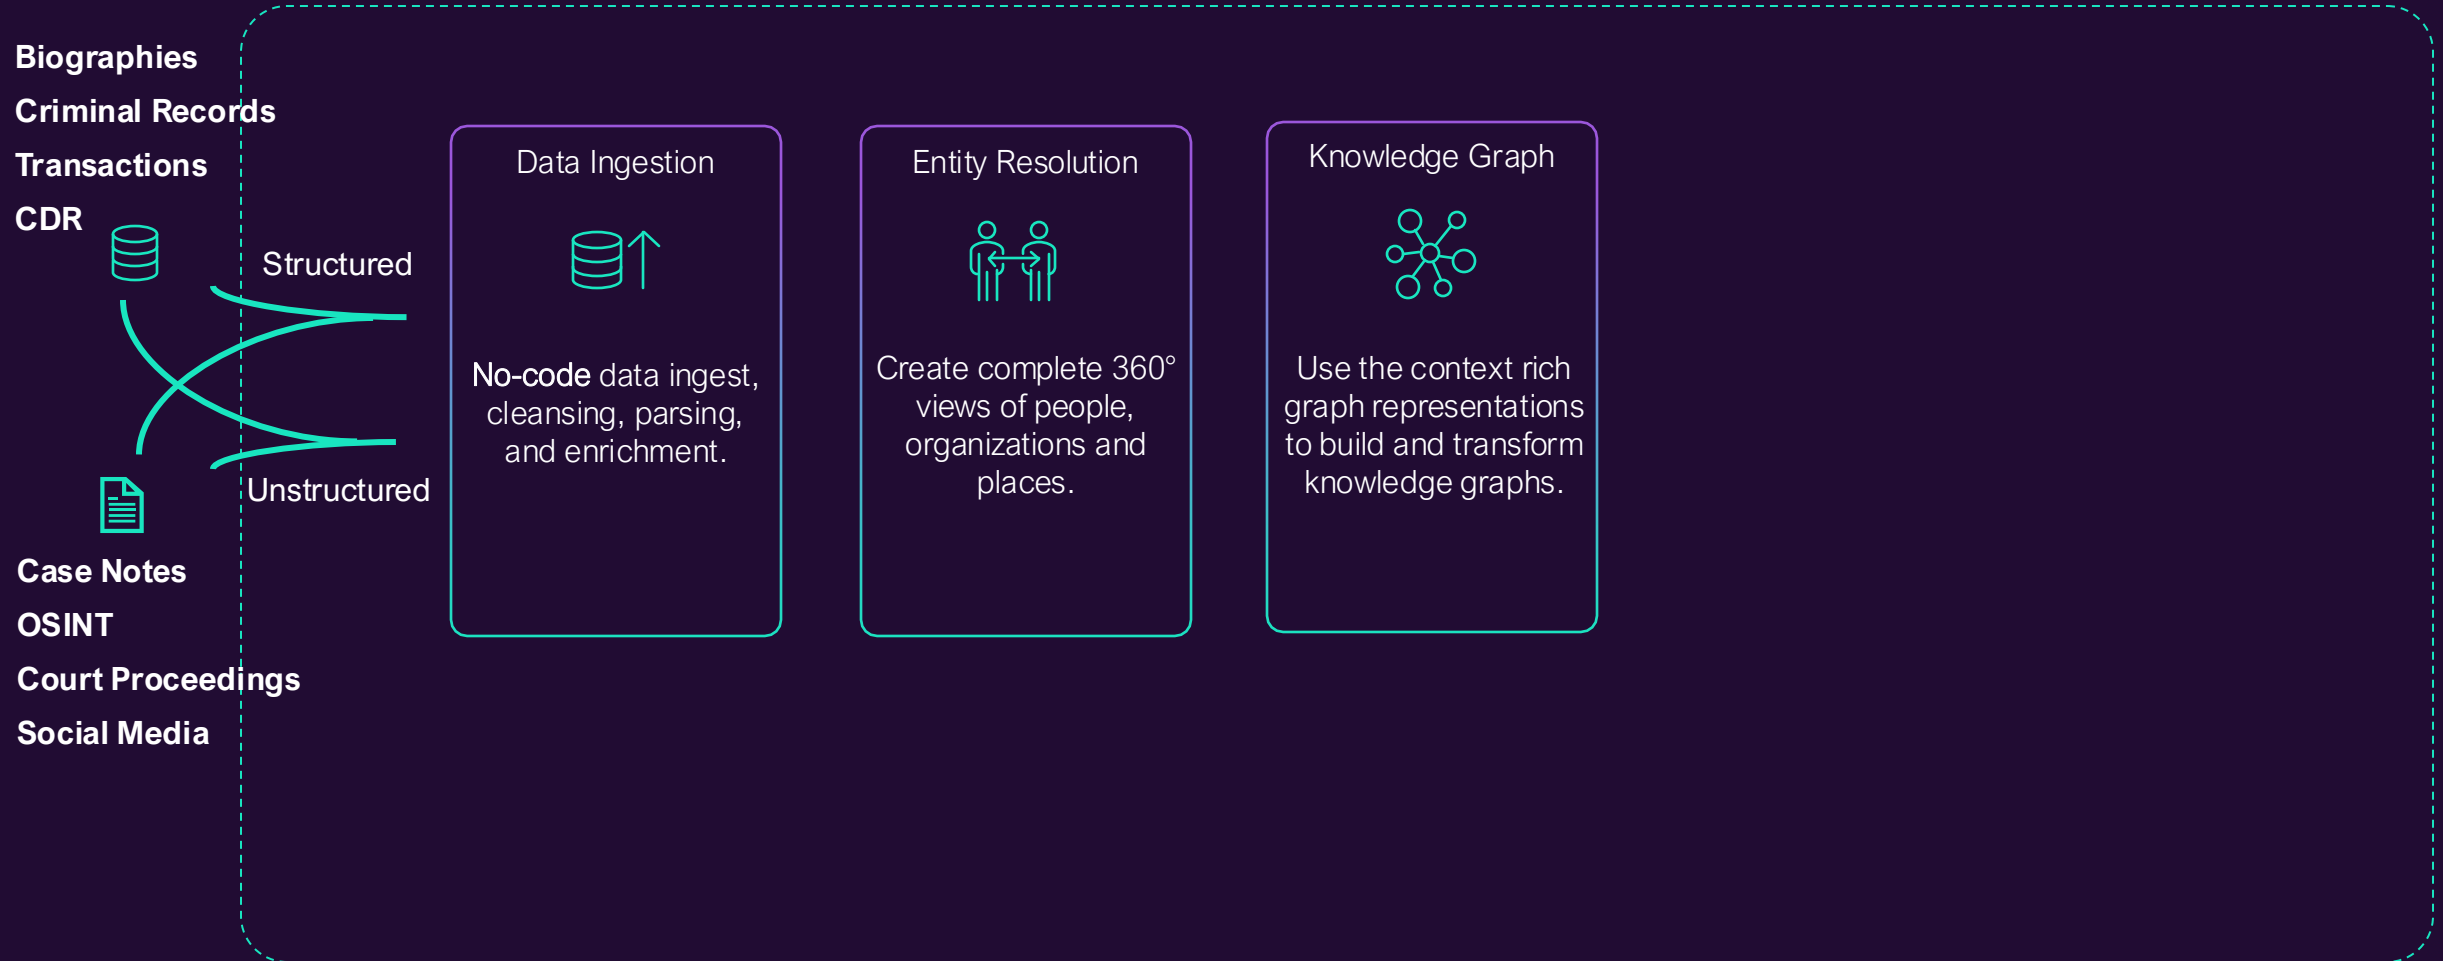 Biographies
Criminal Records
Transactions
CDR
Structured
Unstructured
Case Notes
OSINT
Court Proceedings
Social Media
Data Ingestion
No-code data ingest,
cleansing, parsing,
and enrichment.
Entity Resolution
Create complete 360°
views of people,
organizations and
places.
Knowledge Graph
Use the context rich
graph representations
to build and transform
knowledge graphs.